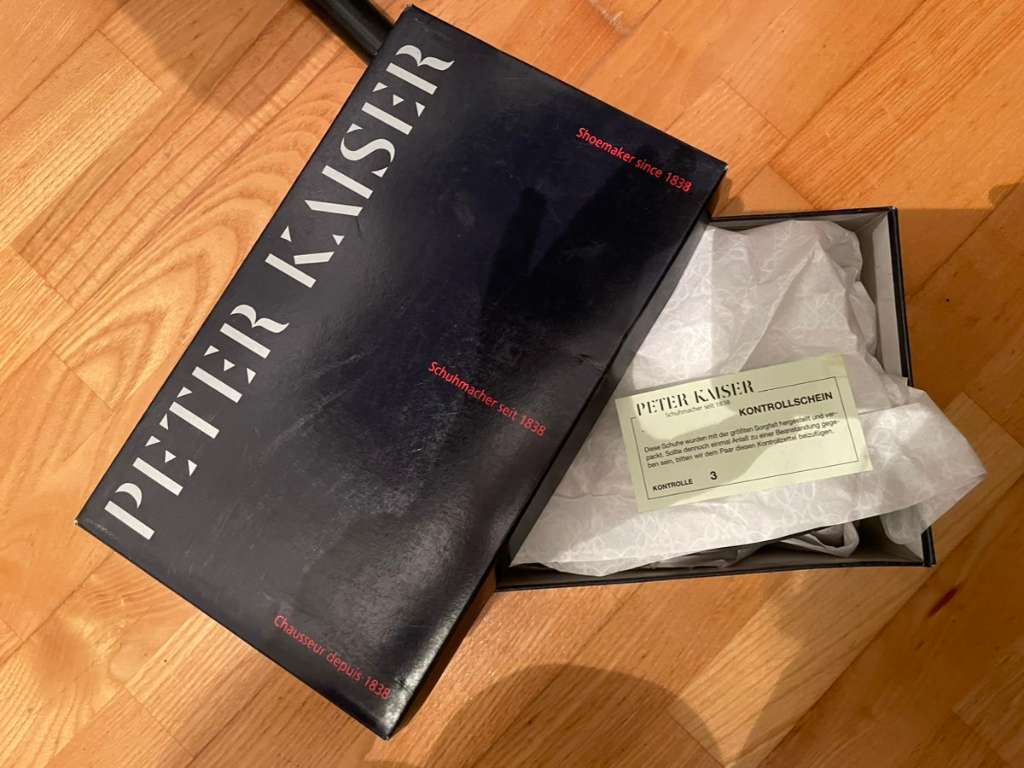 PETER KAISER
Shoemaker since 1838
Schuhmacher seit 1838
Chausseur depuis 1838
PETER KAISER
Schuhmacher seit 1838
KONTROLLSCHEIN
Diese Schuhe wurden mit der größten Sorgfalt hergestellt und ver-
packt. Sollte dennoch einmal Anlaß zu einer Beanstandung gege-
ben sein, bitten wir dem Paar diesen Kontrollzettel beizufügen.
KONTROLLE 3